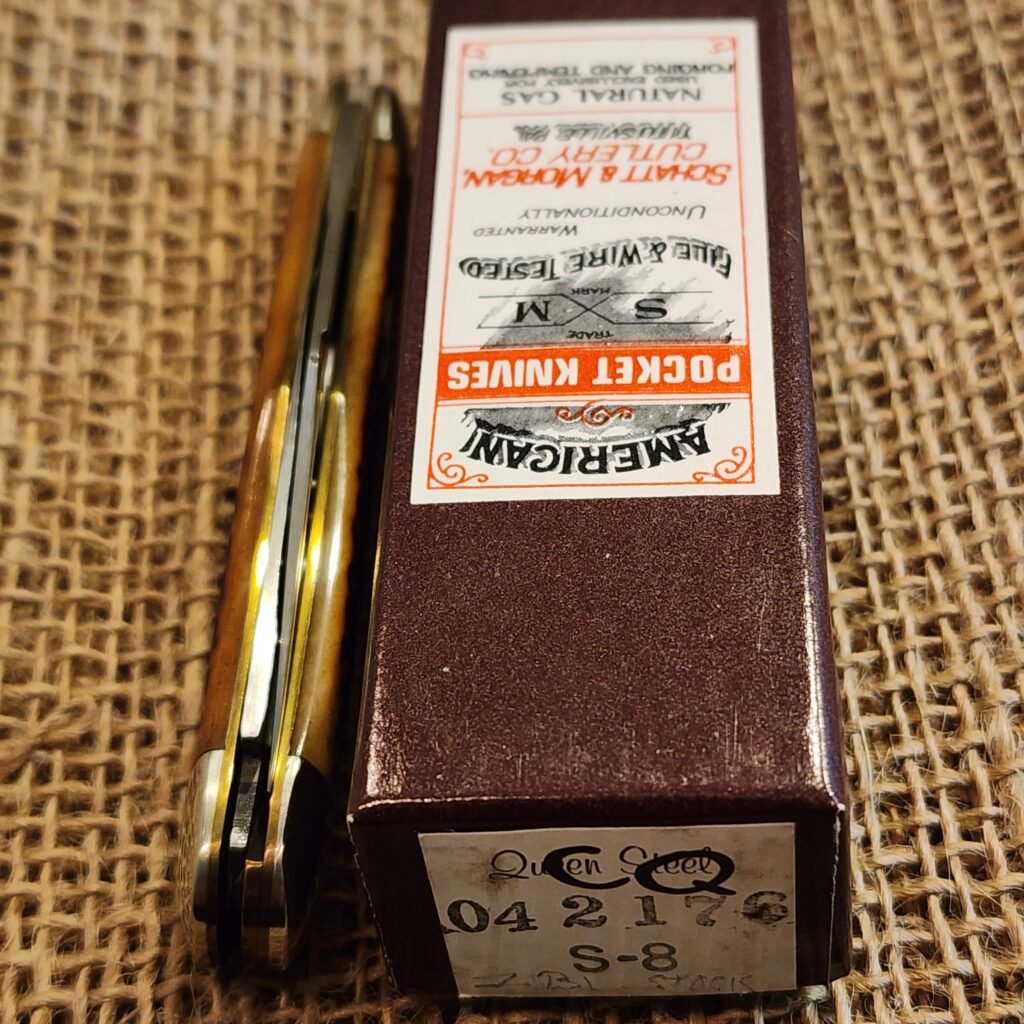 AMERICAN
POCKET KNIVES
TRADE
S M
MARK
FILE & WIRE TESTED
WARRANTED
UNCONDITIONALLY
SCHATT & MORGAN,
CUTLERY CO.
TITUSVILLE, PA.
NATURAL GAS
USED EXCLUSIVELY FOR
FORGING AND TEMPERING
Queen Steel
CQ
042176
S-8